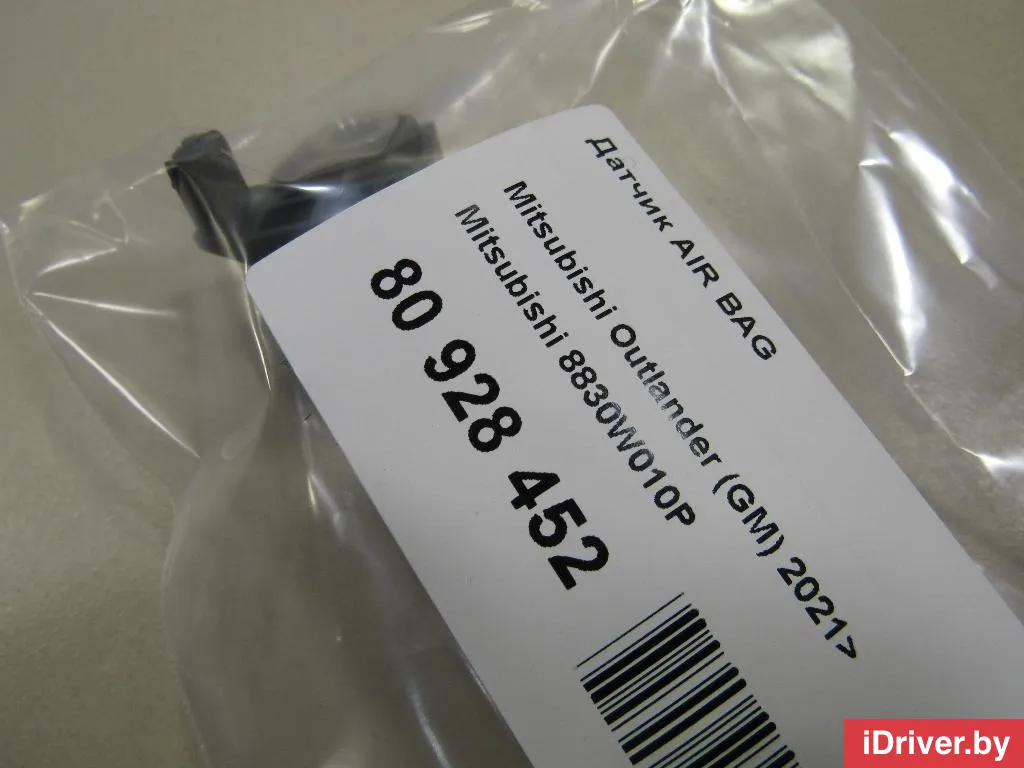 Датчик AIR BAG
Mitsubishi Outlander (GM) 2021>
Mitsubishi 8830W010P
80 928 452
iDriver.by